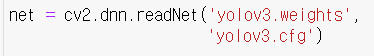 net = cv2.dnn.readNet('yolov3.weights',
'yolov3.cfg')